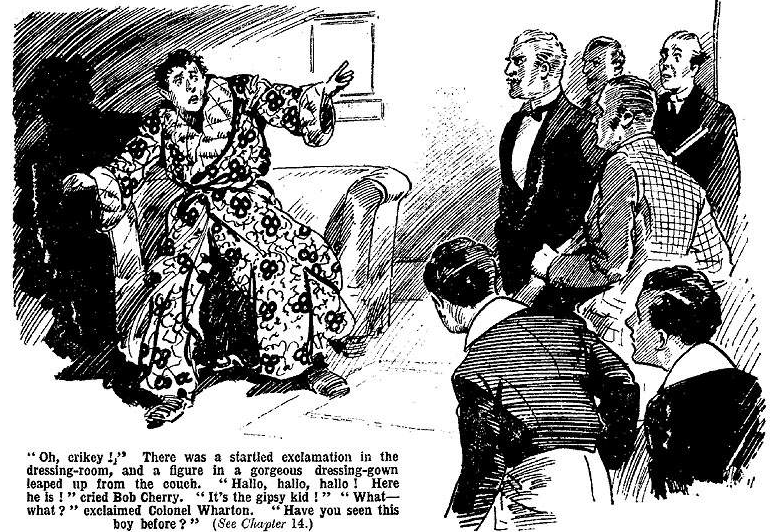 "Oh, crikey !," There was a startled exclamation in the
dressing-room, and a figure in a gorgeous dressing-gown
leaped up from the couch. "Hallo, hallo, hallo ! Here
he is !" cried Bob Cherry. "It's the gipsy kid !" "What—
what ?" exclaimed Colonel Wharton. "Have you seen this
boy before ?" (See Chapter 14.)